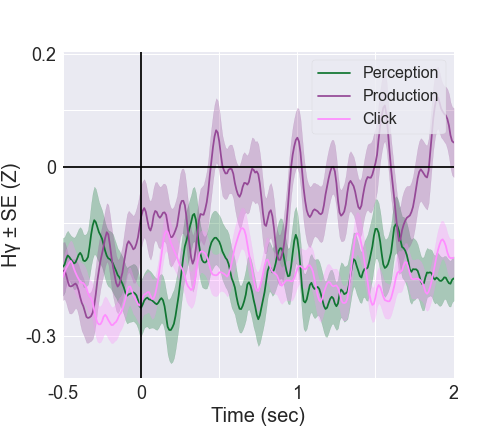 0.2
0
-0.3
Hγ ± SE (Z)
Perception
Production
Click
-0.5 0 1 2
Time (sec)